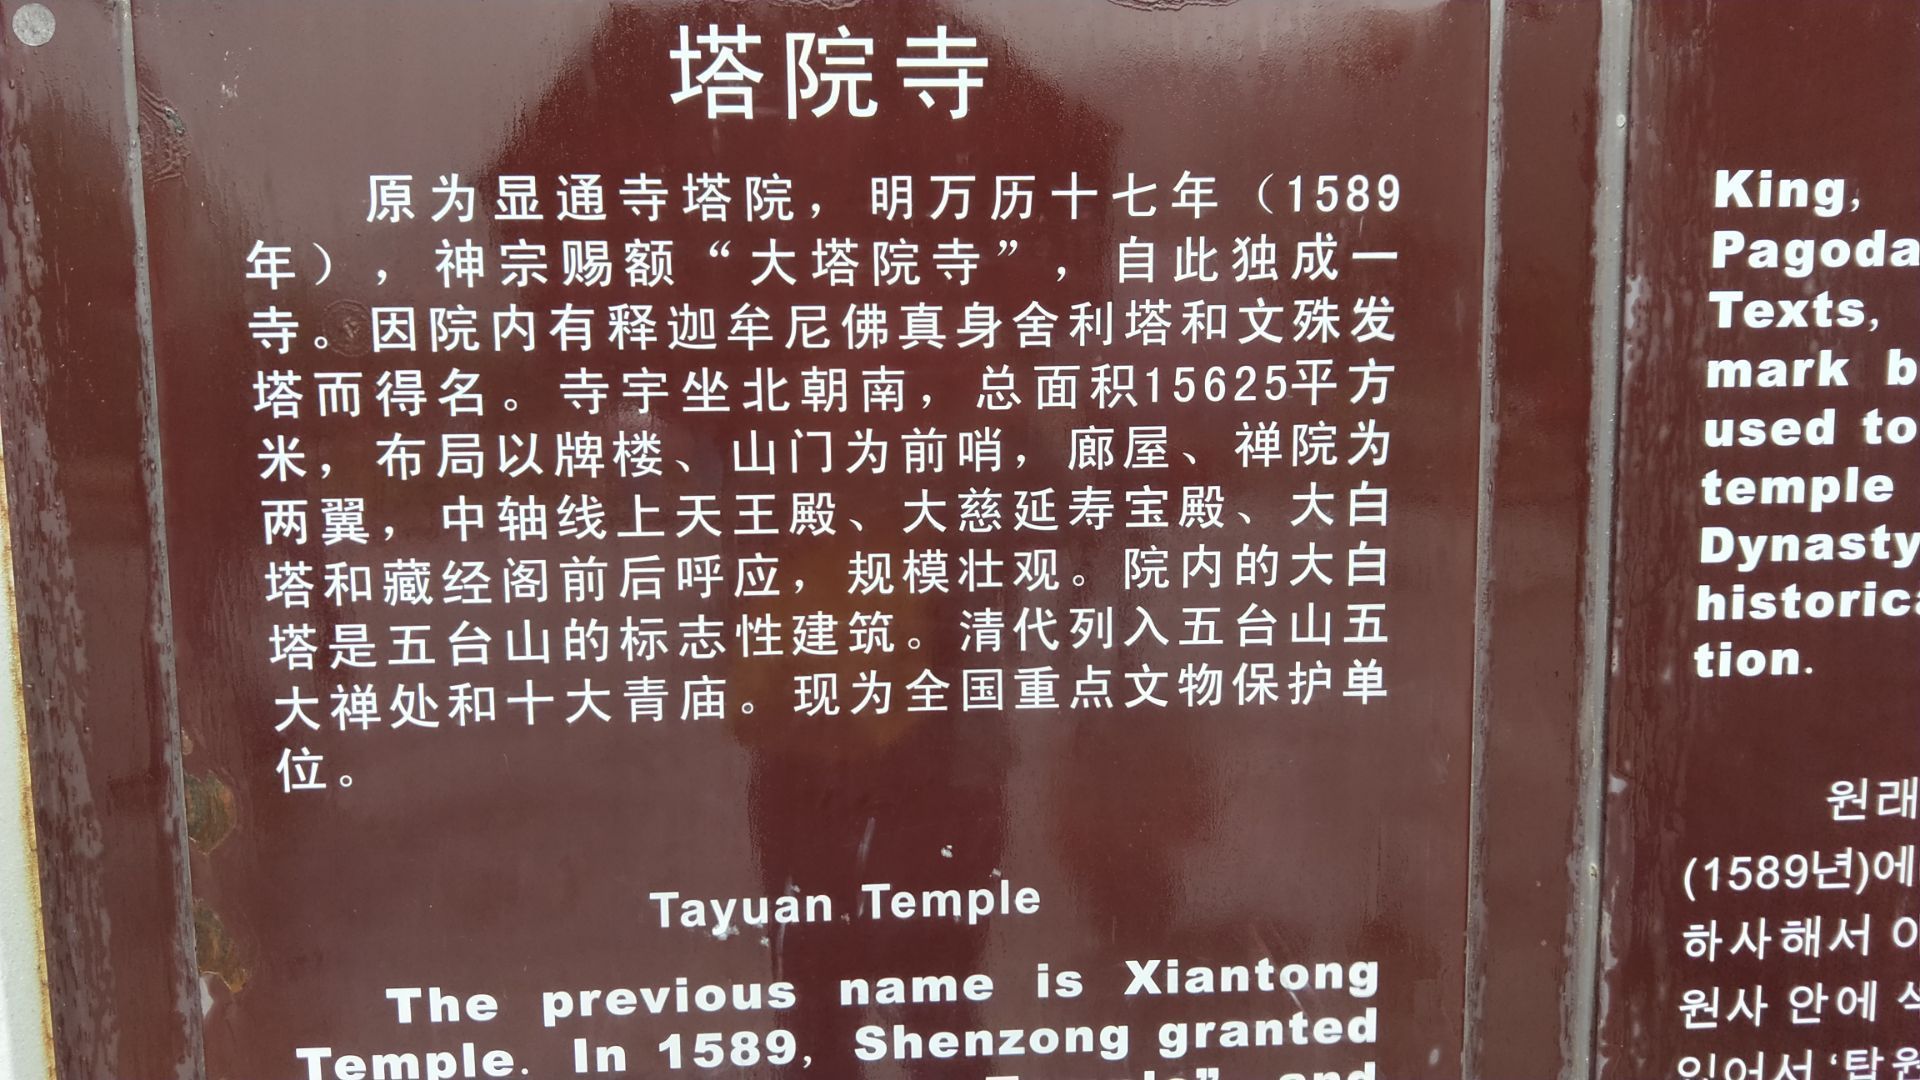 塔院寺
原为显通寺塔院，明万历十七年（1589
年），神宗赐额“大塔院寺”，自此独成一
寺。因院内有释迦牟尼佛真身舍利塔和文殊发
塔而得名。寺宇坐北朝南，总面积15625平方
米，布局以牌楼、山门为前哨，廊屋、禅院为
两翼，中轴线上天王殿、大慈延寿宝殿、大白
塔和藏经阁前后呼应，规模壮观。院内的大白
塔是五台山的标志性建筑。清代列入五台山五
大禅处和十大青庙。现为全国重点文物保护单
位。
Tayuan Temple
The previous name is Xiantong
Temple. In 1589, Shenzong granted
and
King,
Pagoda
Texts,
mark b
used to
temple
Dynasty
historic
tion.
원래
(1589년)에
하사해서
원사 안에
있어서 ‘탑원